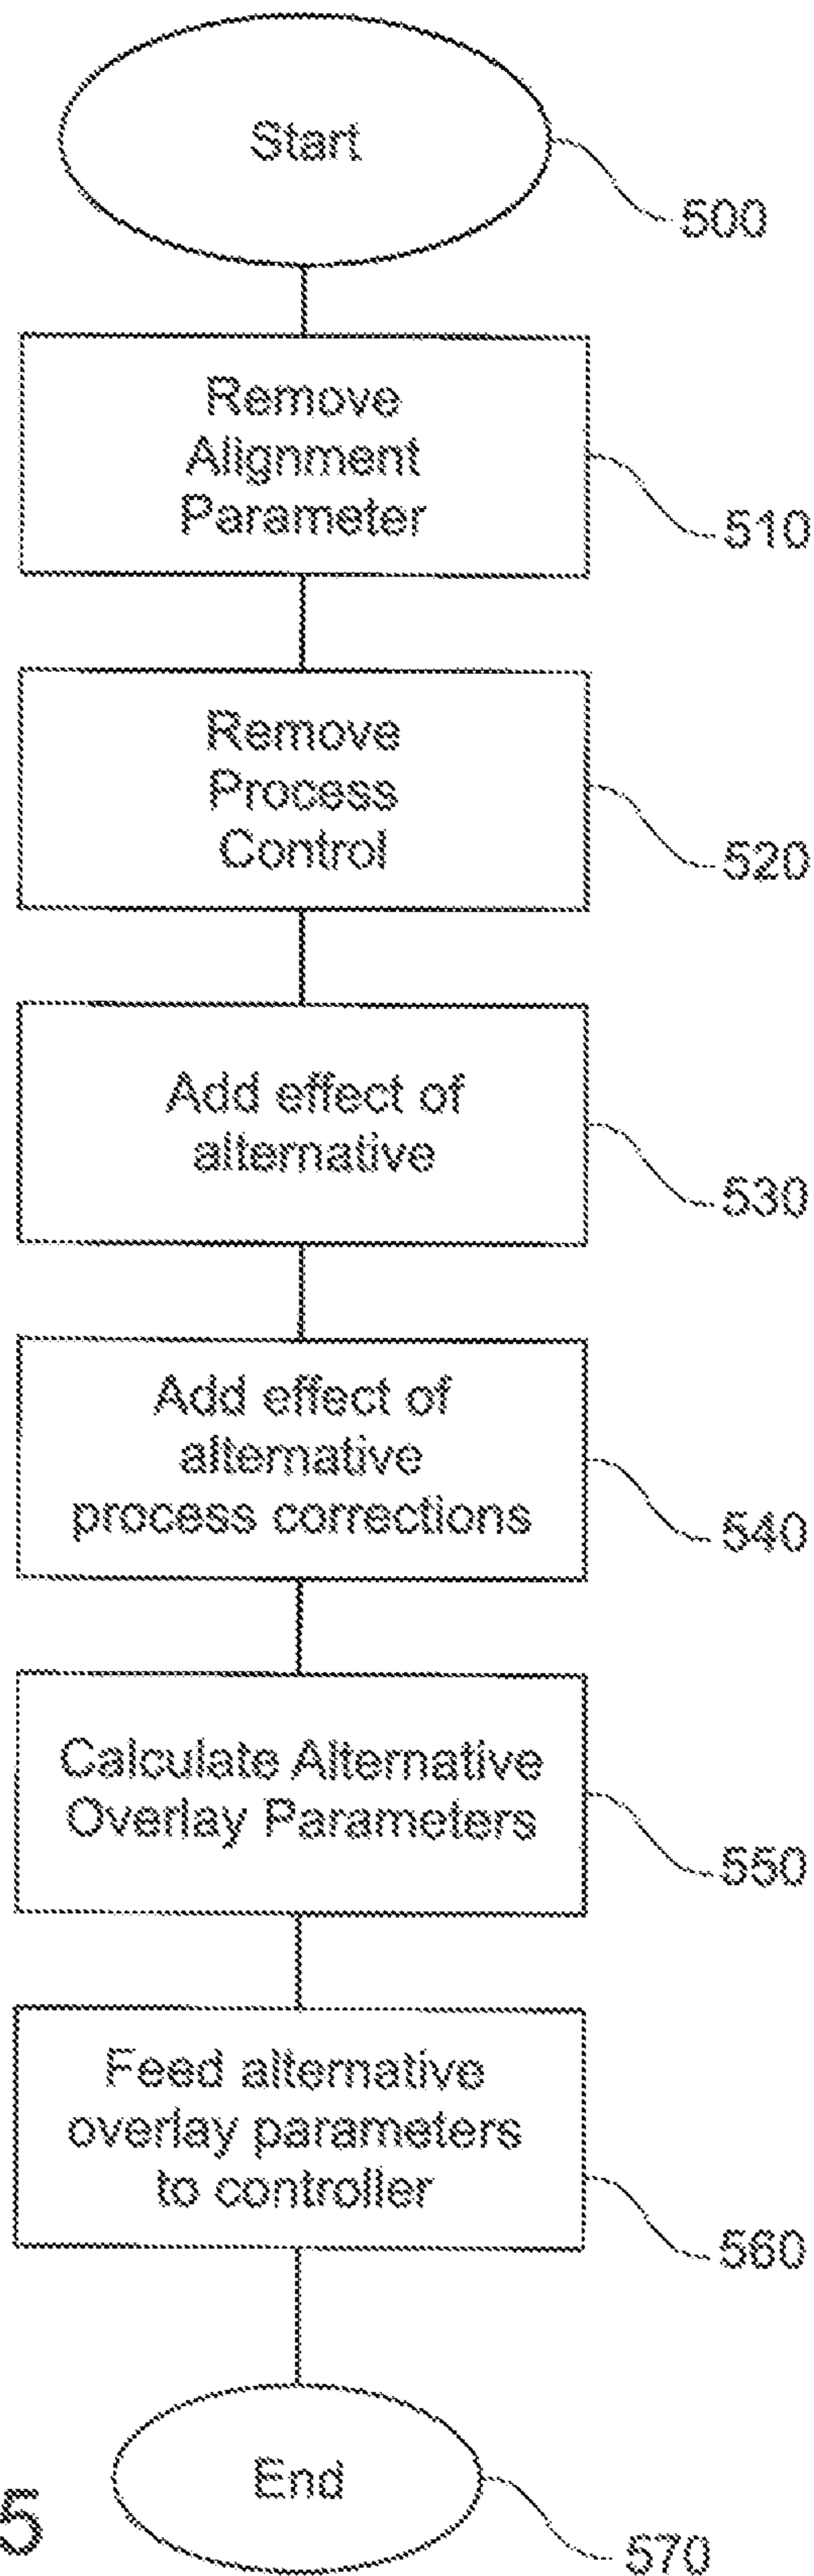 Start
500
Remove
Alignment
Parameter
510
Remove
Process
Control
520
Add effect of
alternative
530
Add effect of
alternative
process corrections
540
Calculate Alternative
Overlay Parameters
550
Feed alternative
overlay parameters
to controller
560
End
570
5